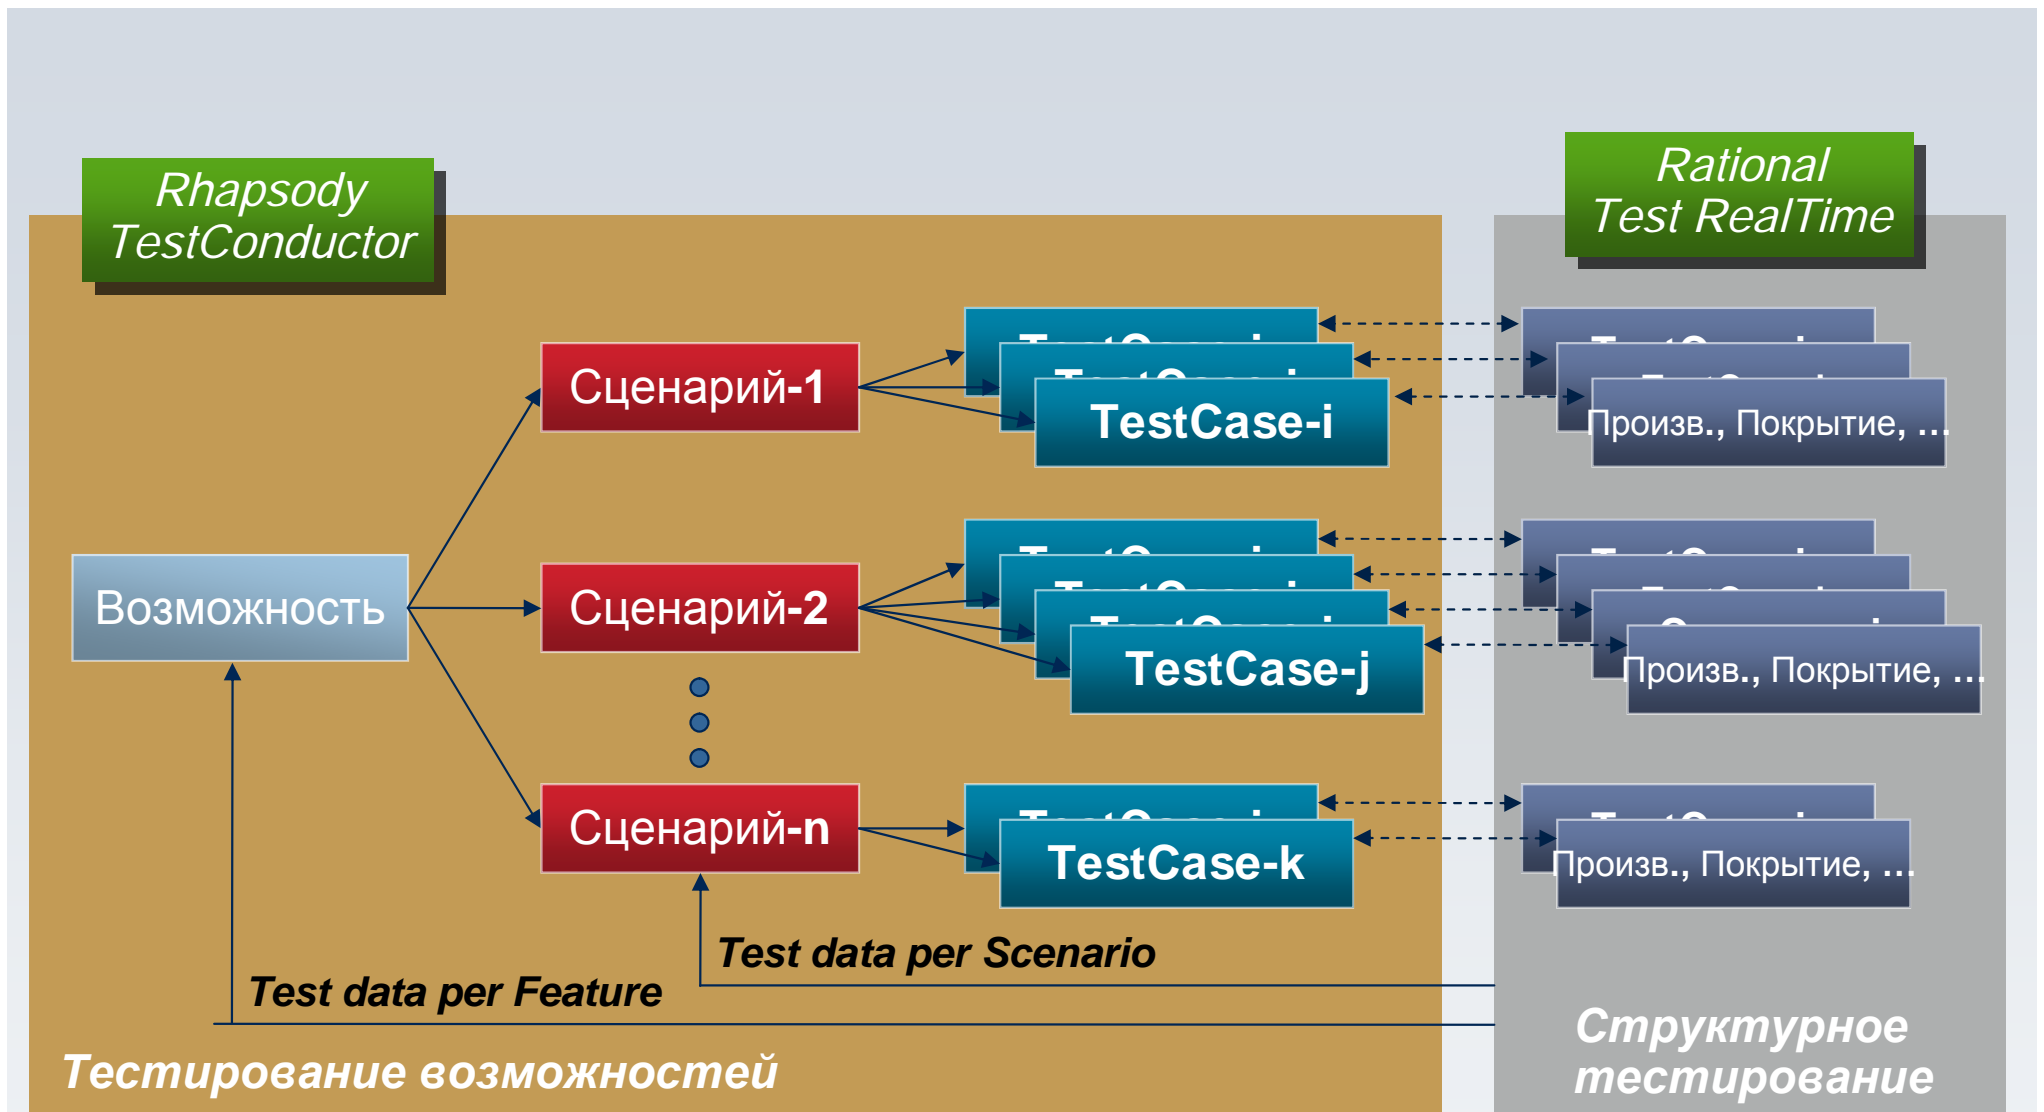 Rhapsody
TestConductor
Rational
Test RealTime
Сценарий-1
TestCase-i
Произв., Покрытие, ...
Возможность
Сценарий-2
TestCase-j
Произв., Покрытие, ...
Сценарий-n
TestCase-k
Произв., Покрытие, ...
Test data per Scenario
Test data per Feature
Тестирование возможностей
Структурное
тестирование